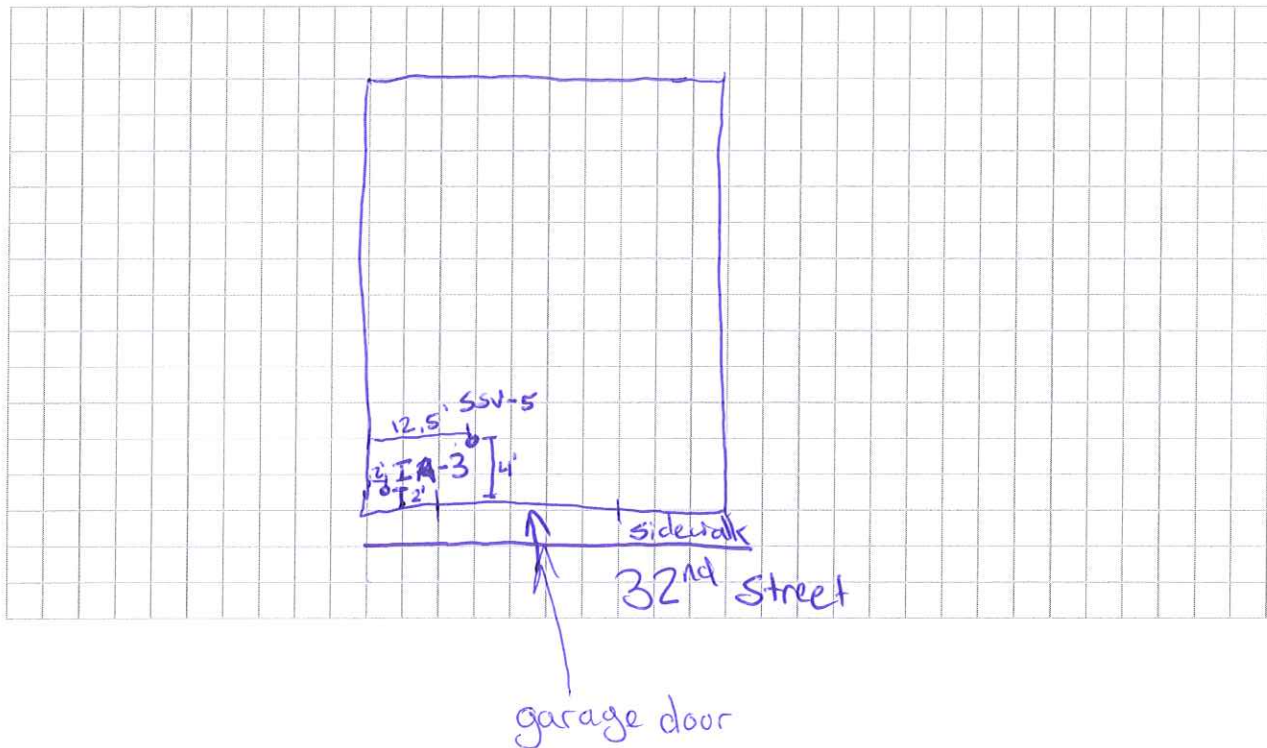 SSV-5
12.5'
IA-3
4'
2'
2'
sidewalk
32nd Street
garage door